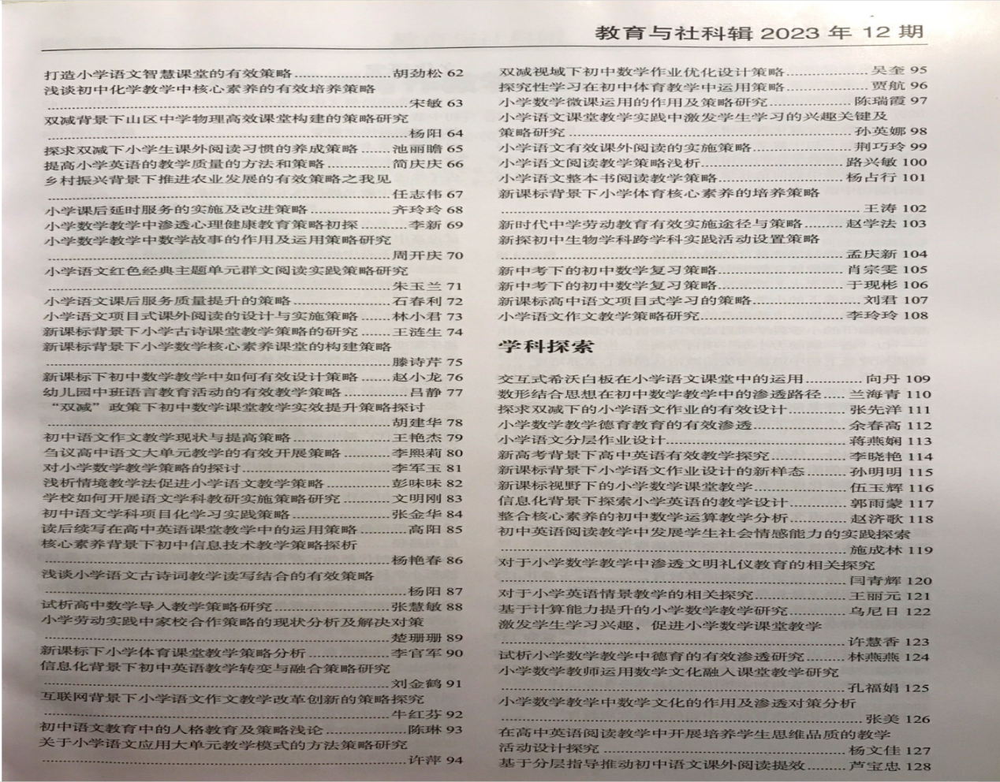 教育与社科辑 2023 年 12 期
打造小学语文智慧课堂的有效策略……………胡劲松 62
浅谈初中化学教学中核心素养的有效培养策略
……………宋敏 63
双减背景下山区中学物理高效课堂构建的策略研究
……………杨阳 64
探求双减下小学生课外阅读习惯的养成策略……池丽瞻 65
提高小学英语的教学质量的方法和策略…………简庆庆 66
乡村振兴背景下推进农业发展的有效策略之我见
……………任志伟 67
小学课后延时服务的实施及改进策略……………齐玲玲 68
小学数学教学中渗透心理健康教育策略初探………李新 69
小学数学教学中数学故事的作用及运用策略研究
……………周开庆 70
小学语文红色经典主题单元群文阅读实践策略研究
……………朱玉兰 71
小学语文课后服务质量提升的策略……………石春利 72
小学语文项目式课外阅读的设计与实施策略……林小君 73
新课标背景下小学古诗课堂教学策略的研究……王涟生 74
新课标背景下小学数学核心素养课堂的构建策略
……………滕诗芹 75
新课标下初中数学教学中如何有效设计策略……赵小龙 76
幼儿园中班语言教育活动的有效教学策略…………吕静 77
“双减”政策下初中数学课堂教学实效提升策略探讨
……………胡建华 78
初中语文作文教学现状与提高策略……………王艳杰 79
刍议高中语文大单元教学的有效开展策略………李熙莉 80
对小学数学教学策略的探讨……………李军玉 81
浅析情境教学法促进小学语文教学策略…………彭味味 82
学校如何开展语文学科教研实施策略研究………文明刚 83
初中语文学科项目化学习实践策略……………张金华 84
读后续写在高中英语课堂教学中的运用策略………高阳 85
核心素养背景下初中信息技术教学策略探析
……………杨艳春 86
浅谈小学语文古诗词教学读写结合的有效策略
……………杨阳 87
试析高中数学导入教学策略研究……………张慧敏 88
小学劳动实践中家校合作策略的现状分析及解决对策
……………楚珊珊 89
新课标下小学体育课堂教学策略分析……………李官军 90
信息化背景下初中英语教学转变与融合策略研究
……………刘金鹤 91
互联网背景下小学语文作文教学改革创新的策略探究
……………牛红芬 92
初中语文教育中的人格教育及策略浅论……………陈琳 93
关于小学语文应用大单元教学模式的方法策略研究
……………许萍 94
双减视域下初中数学作业优化设计策略……………吴奎 95
探究性学习在初中体育教学中运用策略……………贾航 96
小学数学微课运用的作用及策略研究……………陈瑞霞 97
小学语文课堂教学实践中激发学生学习的兴趣关键及
策略研究……………孙英娜 98
小学语文有效课外阅读的实施策略……………荆巧玲 99
小学语文阅读教学策略浅析……………路兴敏 100
小学语文整本书阅读教学策略……………杨占行 101
新课标背景下小学体育核心素养的培养策略
……………王涛 102
新时代中学劳动教育有效实施途径与策略………赵学法 103
新探初中生物学科跨学科实践活动设置策略
……………孟庆新 104
新中考下的初中数学复习策略……………肖宗雯 105
新中考下的初中数学复习策略……………于现彬 106
新课标高中语文项目式学习的策略……………刘君 107
小学语文作文教学策略研究……………李玲玲 108
学科探索
交互式希沃白板在小学语文课堂中的运用…………向丹 109
数形结合思想在初中数学教学中的渗透路径……兰海青 110
探求双减下的小学语文作业的有效设计…………张先洋 111
小学数学教学德育教育的有效渗透……………余春高 112
小学语文分层作业设计……………蒋燕娴 113
新高考背景下高中英语有效教学探究……………李晓艳 114
新课标背景下小学语文作业设计的新样态………孙明明 115
新课标视野下的小学数学课堂教学……………伍玉辉 116
信息化背景下探索小学英语的教学设计…………郭雨蒙 117
整合核心素养的初中数学运算教学分析…………赵济歌 118
初中英语阅读教学中发展学生社会情感能力的实践探索
……………施成林 119
对于小学数学教学中渗透文明礼仪教育的相关探究
……………闫青辉 120
对于小学英语情景教学的相关探究……………王丽元 121
基于计算能力提升的小学数学教学研究…………乌尼日 122
激发学生学习兴趣，促进小学数学课堂教学
……………许慧香 123
试析小学数学教学中德育的有效渗透研究………林燕燕 124
小学数学教师运用数学文化融入课堂教学研究
……………孔福娟 125
小学数学教学中数学文化的作用及渗透对策分析
……………张美 126
在高中英语阅读教学中开展培养学生思维品质的教学
活动设计探究……………杨文佳 127
基于分层指导推动初中语文课外阅读提效………芦宝忠 128